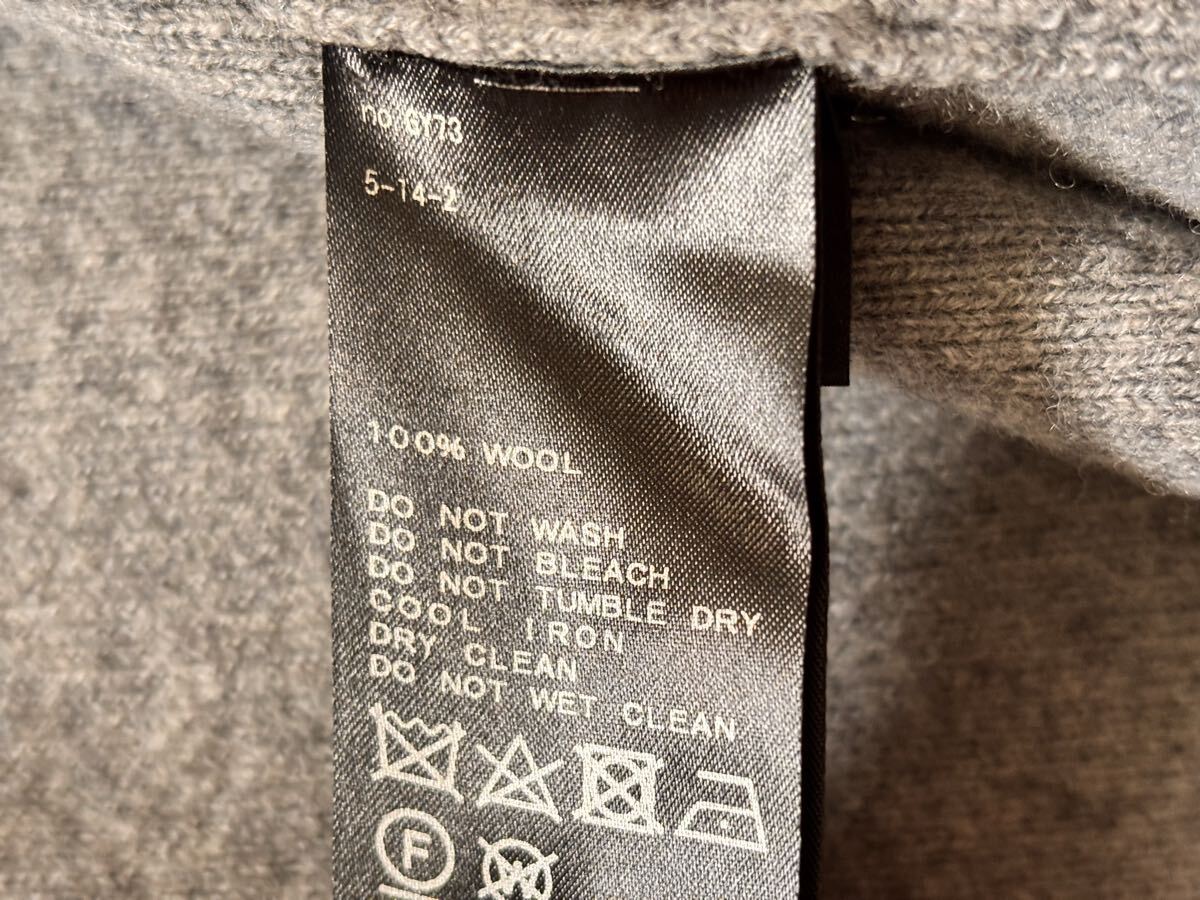 no.6173
5-14-2
100% WOOL
DO NOT WASH
DO NOT BLEACH
DO NOT TUMBLE DRY
COOL IRON
DRY CLEAN
DO NOT WET CLEAN
F
W